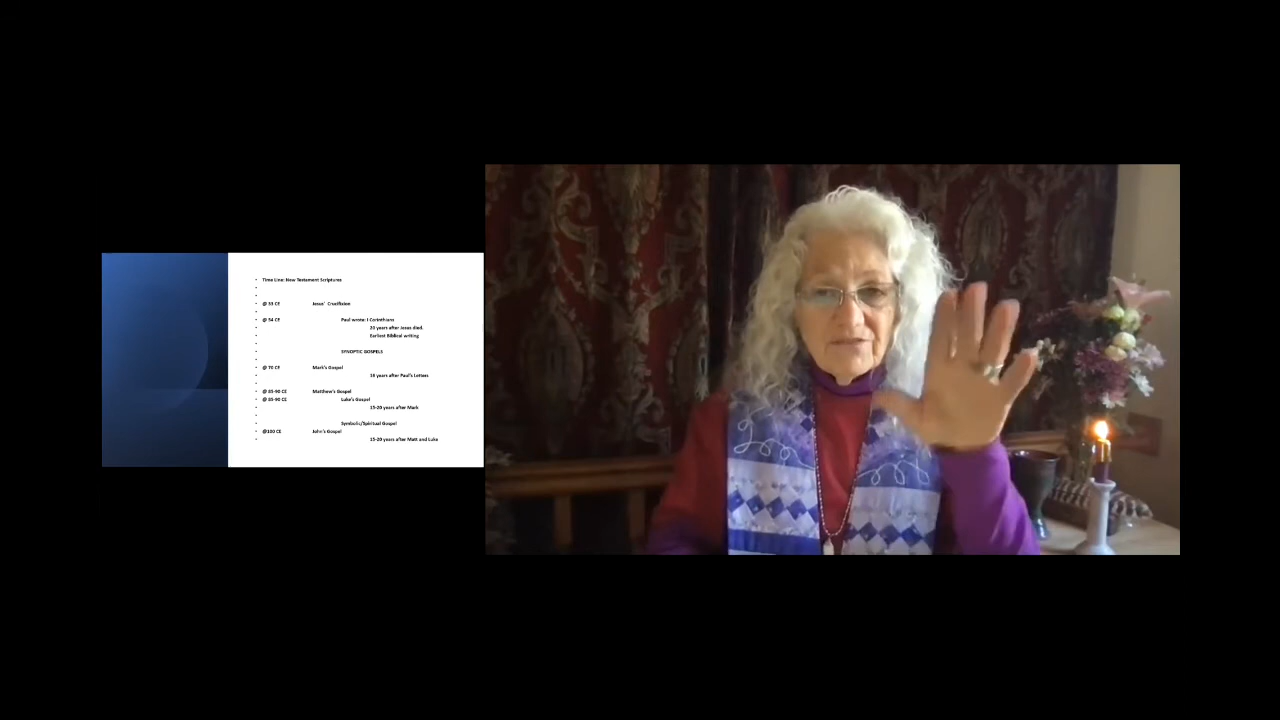 Time Line: New Testament Scriptures
@ 33 CE Jesus' Crucifixion
@ 54 CE Paul wrote: I Corinthians
20 years after Jesus died.
Earliest Biblical writing
SYNOPTIC GOSPELS
@ 70 CE Mark's Gospel
16 years after Paul's Letters
@ 85-90 CE Matthew's Gospel
@ 85-90 CE Luke's Gospel
15-20 years after Mark
Symbolic/Spiritual Gospel
@100 CE John's Gospel
15-20 years after Matt and Luke